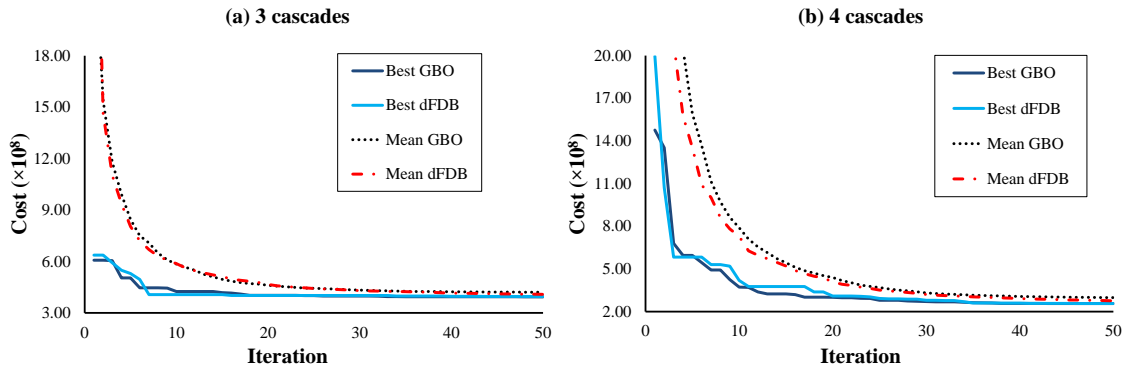 (a) 3 cascades
18.00
15.00
12.00
9.00
6.00
3.00
Cost (×10⁸)
0
10
20
30
40
50
Iteration
Best GBO
Best dFDB
Mean GBO
Mean dFDB
(b) 4 cascades
20.00
17.00
14.00
11.00
8.00
5.00
2.00
Cost (×10⁸)
0
10
20
30
40
50
Iteration
Best GBO
Best dFDB
Mean GBO
Mean dFDB